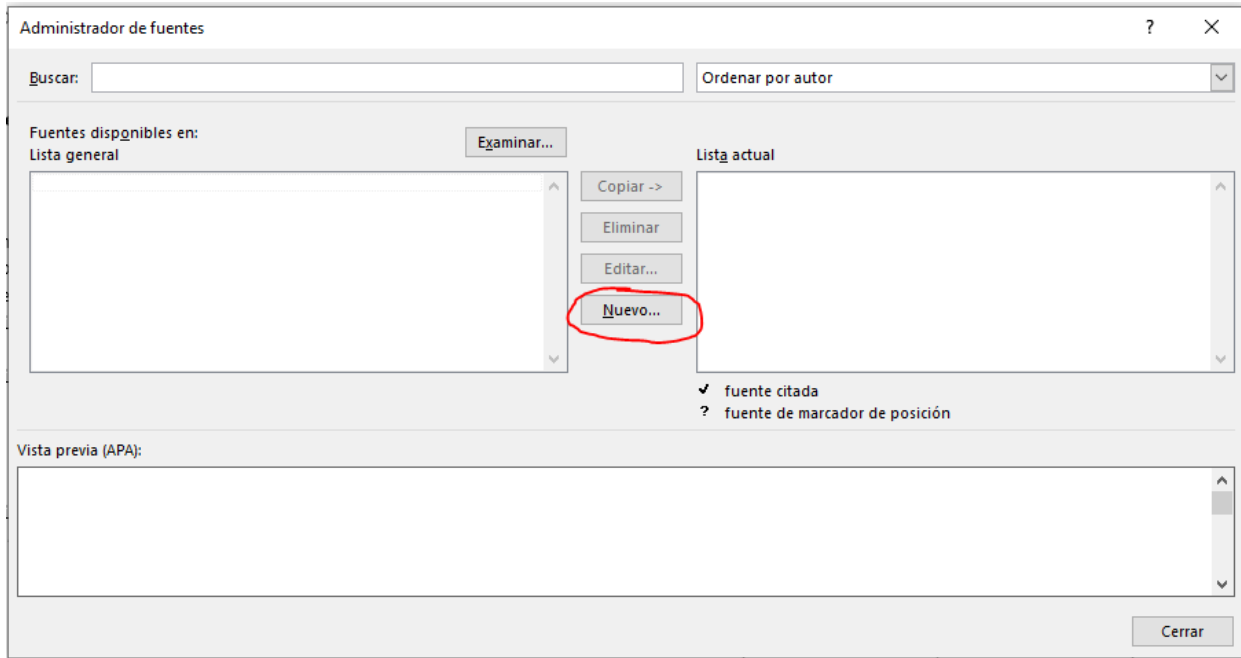 Administrador de fuentes
?
Buscar:
Ordenar por autor
Fuentes disponibles en:
Lista general
Examinar...
Lista actual
Copiar ->
Eliminar
Editar...
Nuevo...
fuente citada
? fuente de marcador de posición
Vista previa (APA):
Cerrar